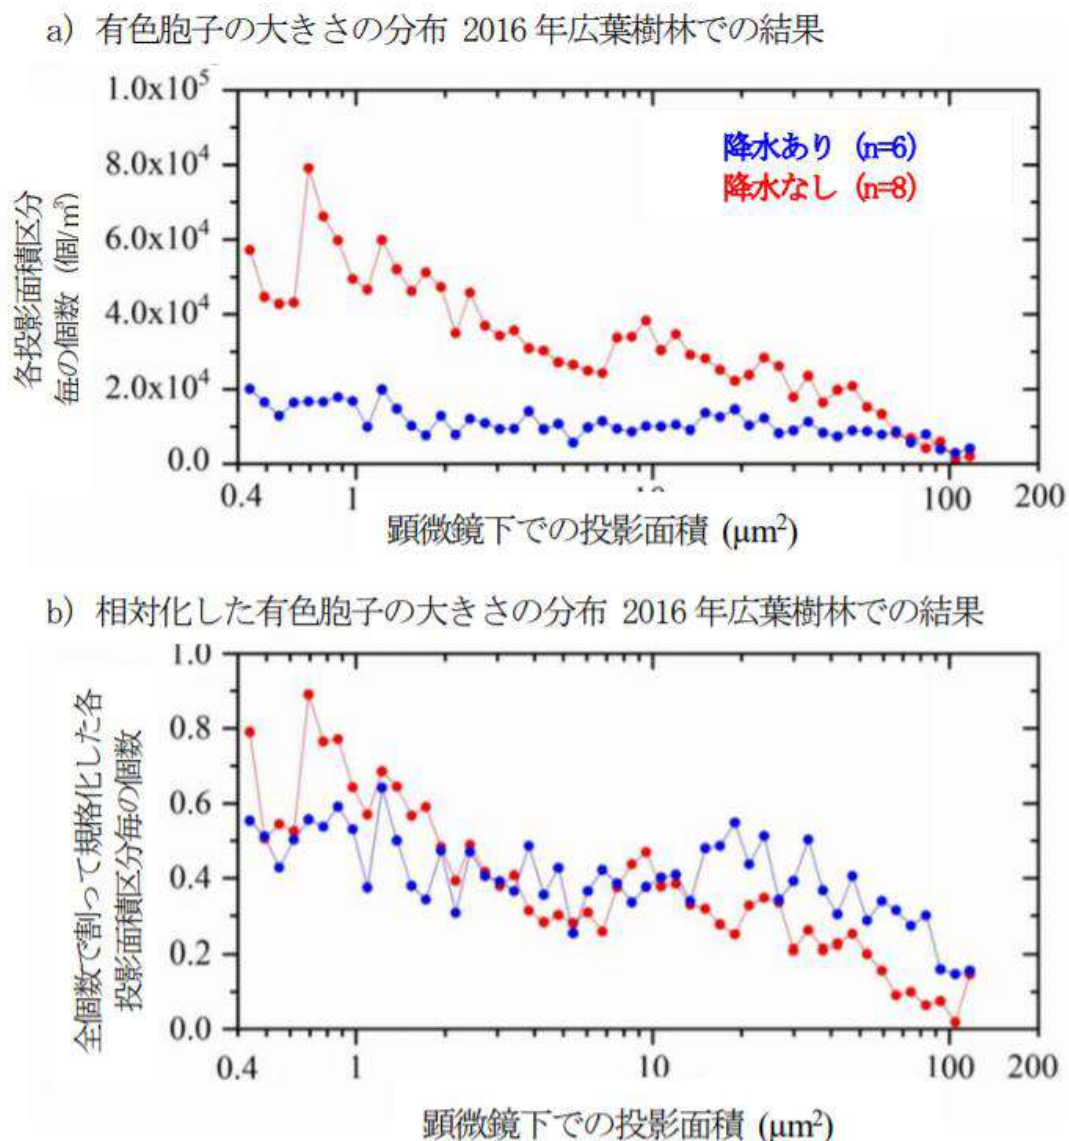 a) 有色胞子の大きさの分布 2016 年広葉樹林での結果
1.0x10⁵
8.0x10⁴
6.0x10⁴
4.0x10⁴
2.0x10⁴
0.0
各投影面積区分
毎の個数 (個/m³)
降水あり (n=6)
降水なし (n=8)
0.4
1
10
100
200
顕微鏡下での投影面積 (μm²)
b) 相対化した有色胞子の大きさの分布 2016 年広葉樹林での結果
1.0
0.8
0.6
0.4
0.2
0.0
全個数で割って規格化した各
投影面積区分毎の個数
0.4
1
10
100
200
顕微鏡下での投影面積 (μm²)